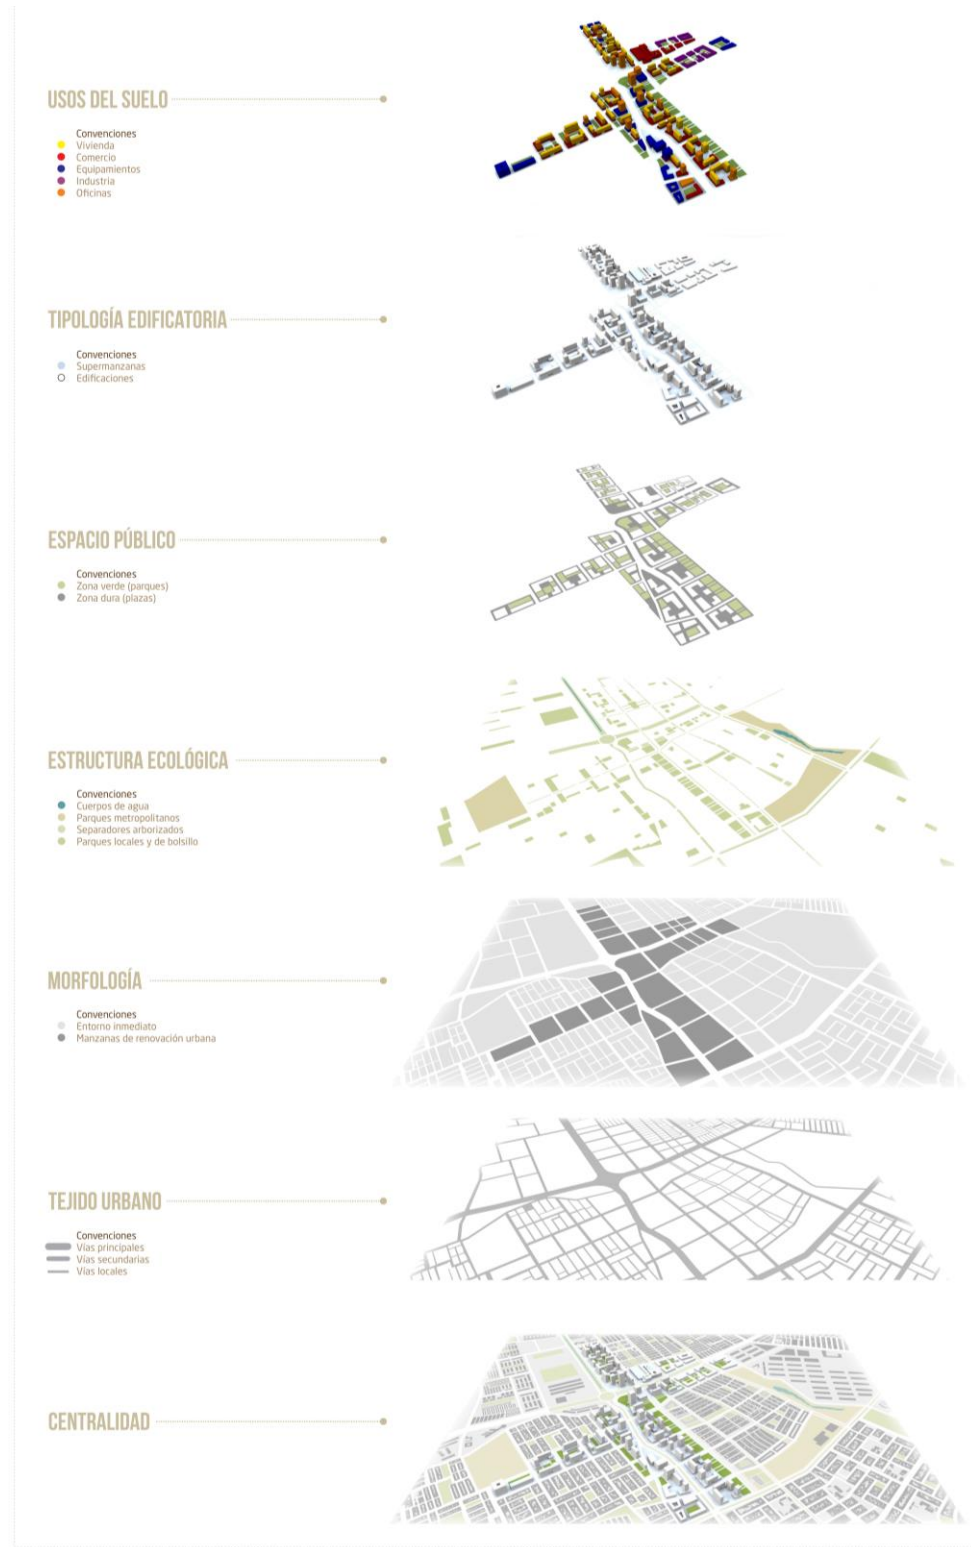 USOS DEL SUELO
Convenciones
Vivienda
Comercio
Equipamientos
Industria
Oficinas
TIPOLOGÍA EDIFICATORIA
Convenciones
Supermanzanas
Edificaciones
ESPACIO PÚBLICO
Convenciones
Zona verde (parques)
Zona dura (plazas)
ESTRUCTURA ECOLÓGICA
Convenciones
Cuerpos de agua
Parques metropolitanos
Separadores arborizados
Parques locales y de bolsillo
MORFOLOGÍA
Convenciones
Entorno inmediato
Manzanas de renovación urbana
TEJIDO URBANO
Convenciones
Vías principales
Vías secundarias
Vías locales
CENTRALIDAD